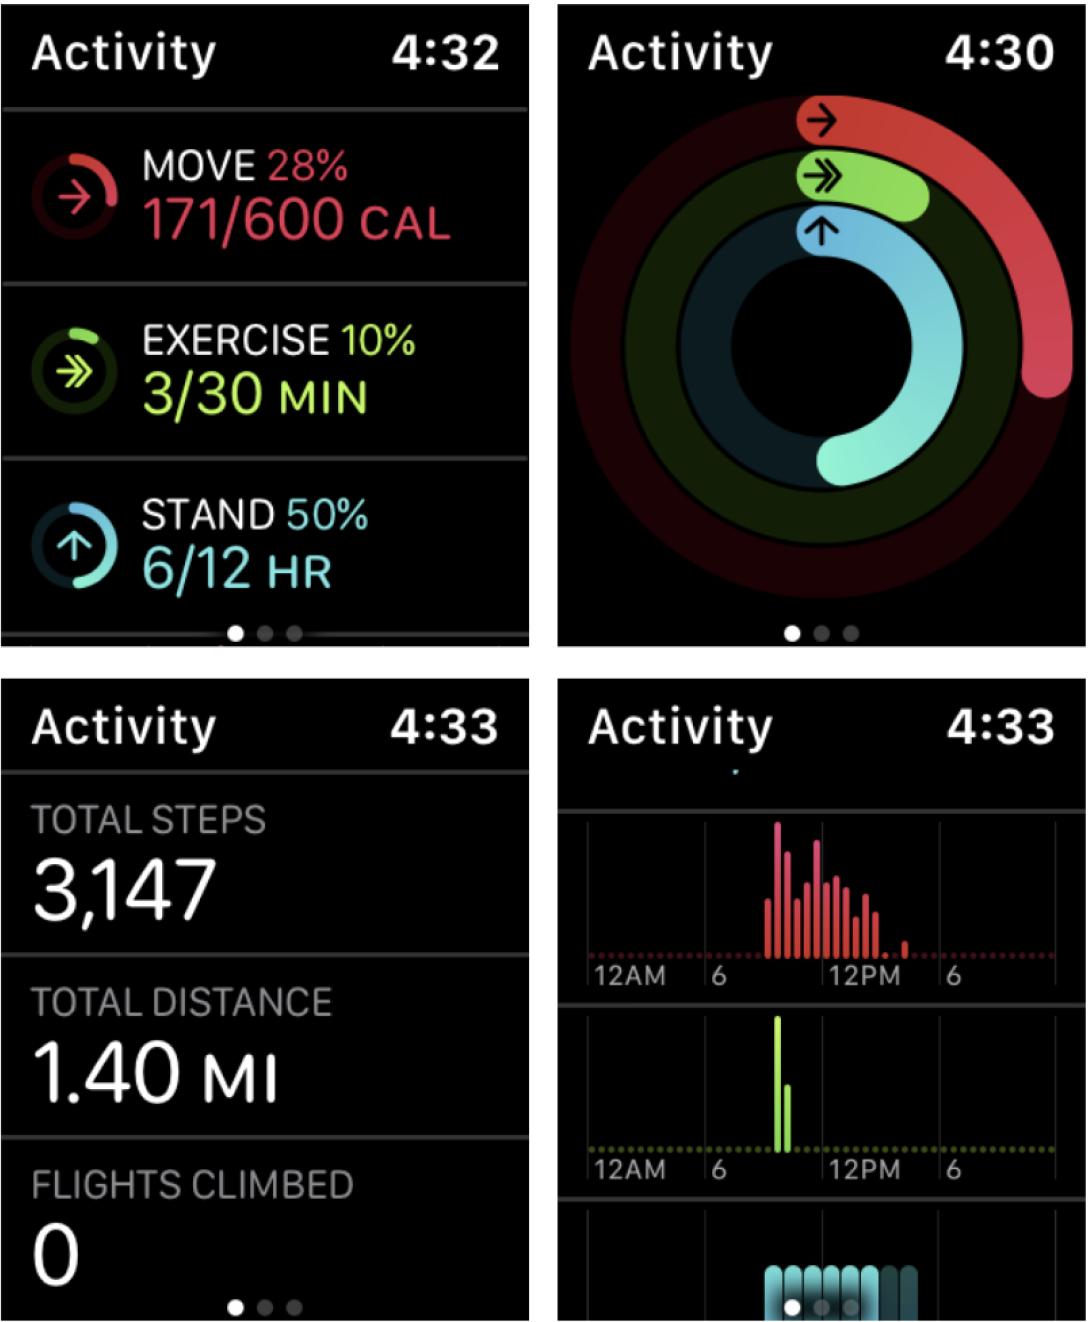 Activity 4:32
MOVE 28%
171/600 CAL
EXERCISE 10%
3/30 MIN
STAND 50%
6/12 HR
Activity 4:30
Activity 4:33
TOTAL STEPS
3,147
TOTAL DISTANCE
1.40 MI
FLIGHTS CLIMBED
0
Activity 4:33
12AM 6 12PM 6
12AM 6 12PM 6